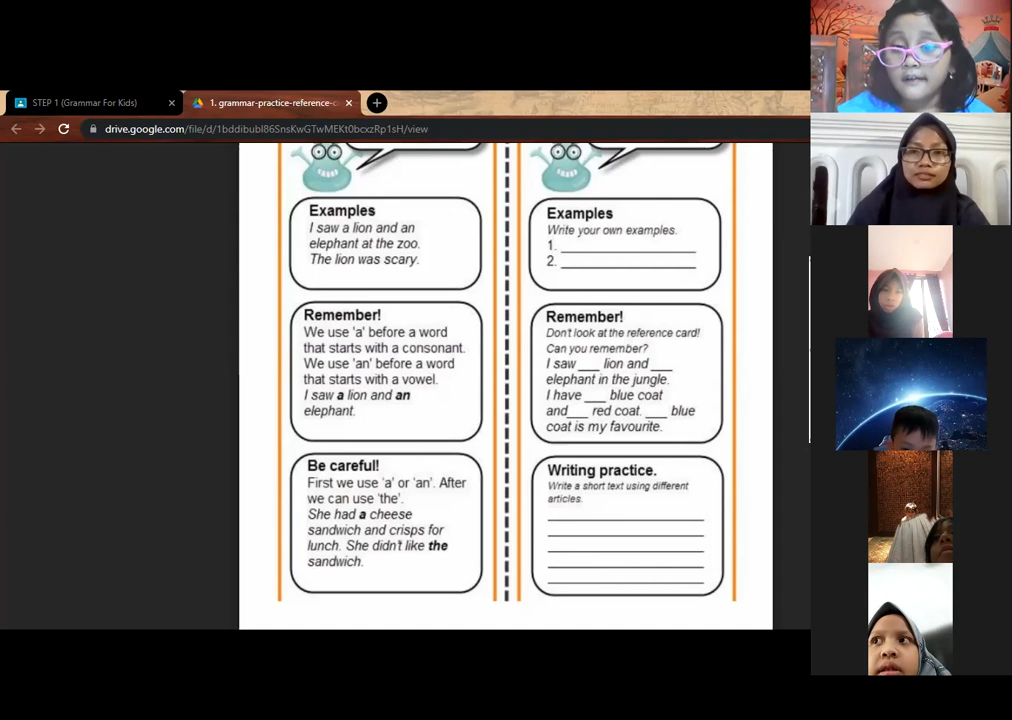 STEP 1 (Grammar For Kids)
1. grammar-practice-reference-c
drive.google.com/file/d/1bddibubl86SnsKwGTwMEKt0bcxzRp1sH/view
Examples
I saw a lion and an
elephant at the zoo.
The lion was scary.
Remember!
We use 'a' before a word
that starts with a consonant.
We use 'an' before a word
that starts with a vowel.
I saw a lion and an
elephant.
Be careful!
First we use 'a' or 'an'. After
we can use 'the'.
She had a cheese
sandwich and crisps for
lunch. She didn't like the
sandwich.
Examples
Write your own examples.
1. ___
2. ___
Remember!
Don't look at the reference card!
Can you remember?
I saw ___ lion and ___
elephant in the jungle.
I have ___ blue coat
and___ red coat. ___ blue
coat is my favourite.
Writing practice.
Write a short text using different
articles.